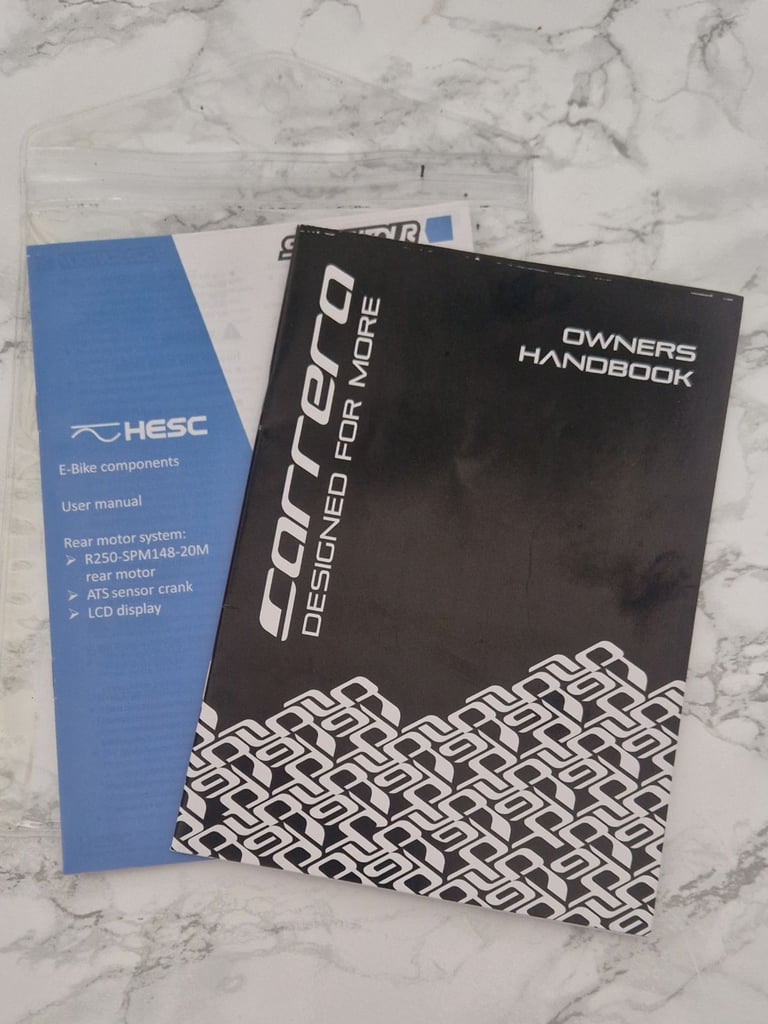 HESC
E-Bike components
User manual
Rear motor system:
R250-SPM148-20M
rear motor
ATS sensor crank
LCD display
carrera
DESIGNED FOR MORE
OWNERS
HANDBOOK